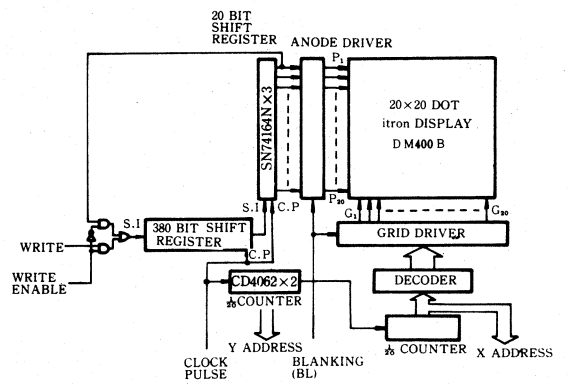 20 BIT
SHIFT
REGISTER
ANODE DRIVER
P1
SN74164N×3
20×20 DOT
itron DISPLAY
DM400B
P20
S.I
C.P
G1
G20
S.I
380 BIT SHIFT
REGISTER
GRID DRIVER
WRITE
C.P
WRITE
ENABLE
CD4062×2
DECODER
1/20 COUNTER
Y ADDRESS
1/20 COUNTER
X ADDRESS
CLOCK
PULSE
BLANKING
(BL)